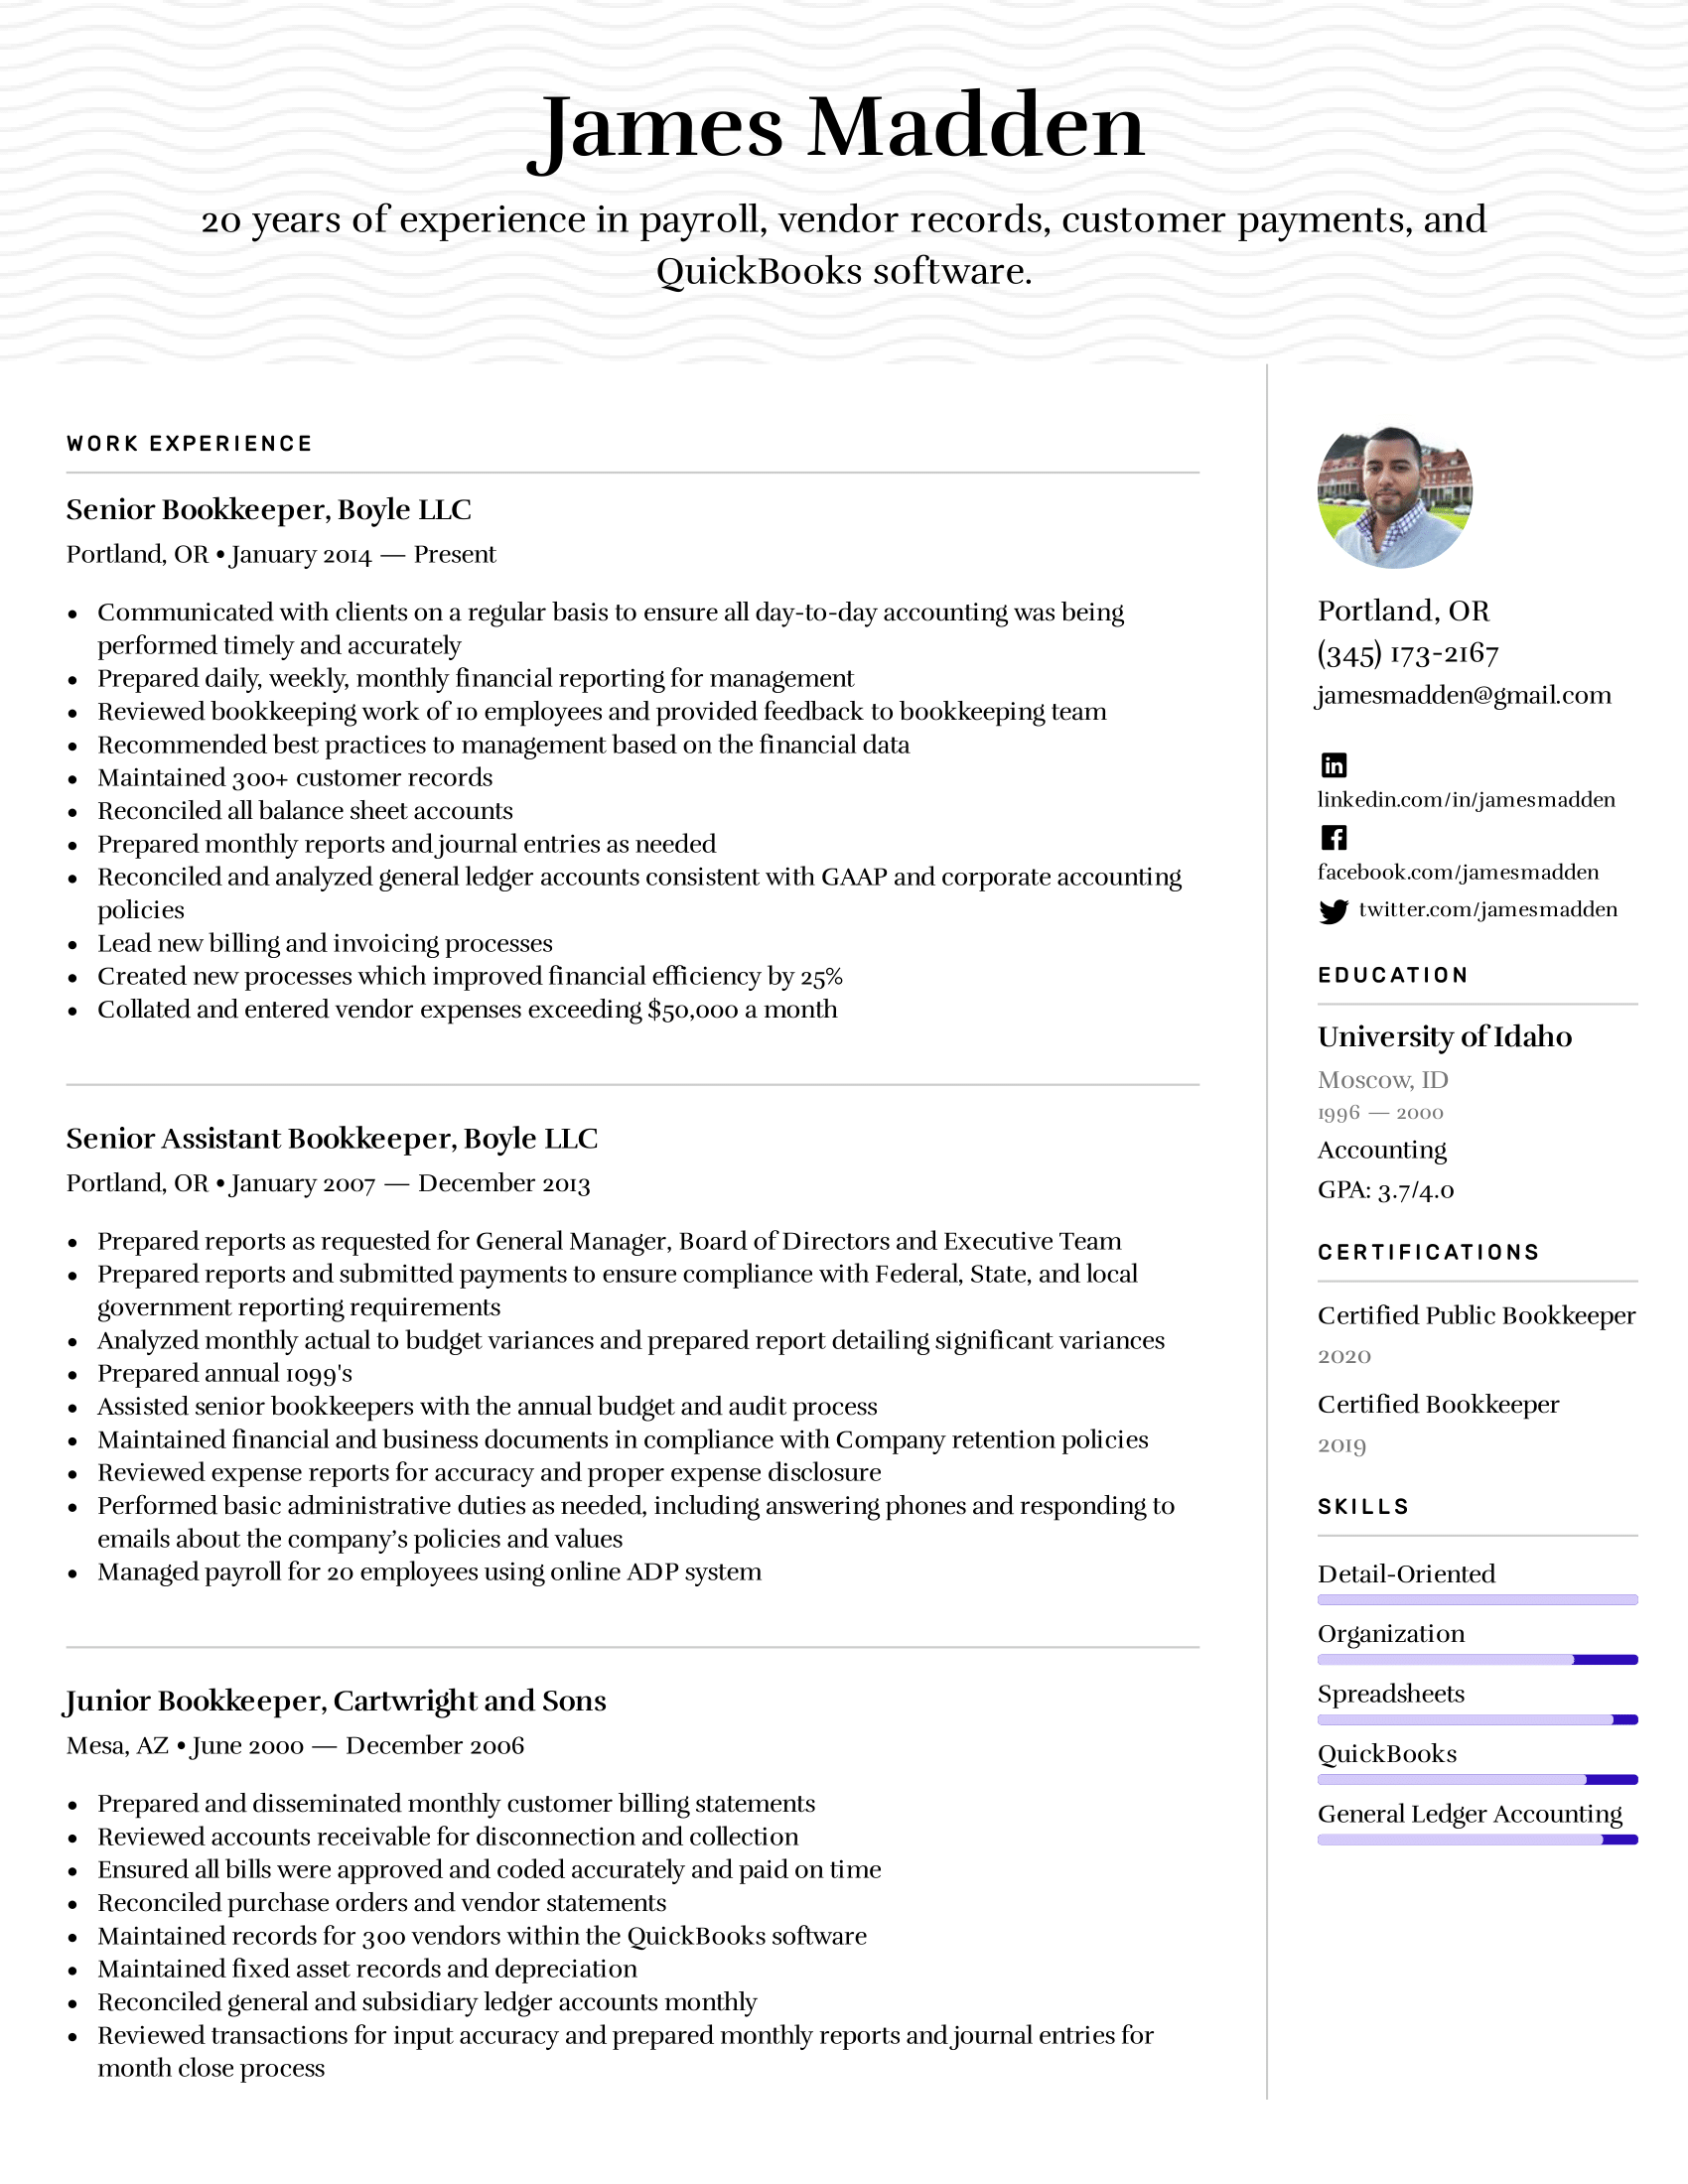 James Madden
20 years of experience in payroll, vendor records, customer payments, and
QuickBooks software.
WORK EXPERIENCE
Senior Bookkeeper, Boyle LLC
Portland, OR • January 2014 — Present
• Communicated with clients on a regular basis to ensure all day-to-day accounting was being
performed timely and accurately
• Prepared daily, weekly, monthly financial reporting for management
• Reviewed bookkeeping work of 10 employees and provided feedback to bookkeeping team
• Recommended best practices to management based on the financial data
• Maintained 300+ customer records
• Reconciled all balance sheet accounts
• Prepared monthly reports and journal entries as needed
• Reconciled and analyzed general ledger accounts consistent with GAAP and corporate accounting
policies
• Lead new billing and invoicing processes
• Created new processes which improved financial efficiency by 25%
• Collated and entered vendor expenses exceeding $50,000 a month
Senior Assistant Bookkeeper, Boyle LLC
Portland, OR • January 2007 — December 2013
• Prepared reports as requested for General Manager, Board of Directors and Executive Team
• Prepared reports and submitted payments to ensure compliance with Federal, State, and local
government reporting requirements
• Analyzed monthly actual to budget variances and prepared report detailing significant variances
• Prepared annual 1099's
• Assisted senior bookkeepers with the annual budget and audit process
• Maintained financial and business documents in compliance with Company retention policies
• Reviewed expense reports for accuracy and proper expense disclosure
• Performed basic administrative duties as needed, including answering phones and responding to
emails about the company’s policies and values
• Managed payroll for 20 employees using online ADP system
Junior Bookkeeper, Cartwright and Sons
Mesa, AZ • June 2000 — December 2006
• Prepared and disseminated monthly customer billing statements
• Reviewed accounts receivable for disconnection and collection
• Ensured all bills were approved and coded accurately and paid on time
• Reconciled purchase orders and vendor statements
• Maintained records for 300 vendors within the QuickBooks software
• Maintained fixed asset records and depreciation
• Reconciled general and subsidiary ledger accounts monthly
• Reviewed transactions for input accuracy and prepared monthly reports and journal entries for
month close process
Portland, OR
(345) 173-2167
jamesmadden@gmail.com
in
linkedin.com/in/jamesmadden
f
facebook.com/jamesmadden
twitter.com/jamesmadden
EDUCATION
University of Idaho
Moscow, ID
1996 — 2000
Accounting
GPA: 3.7/4.0
CERTIFICATIONS
Certified Public Bookkeeper
2020
Certified Bookkeeper
2019
SKILLS
Detail-Oriented
Organization
Spreadsheets
QuickBooks
General Ledger Accounting